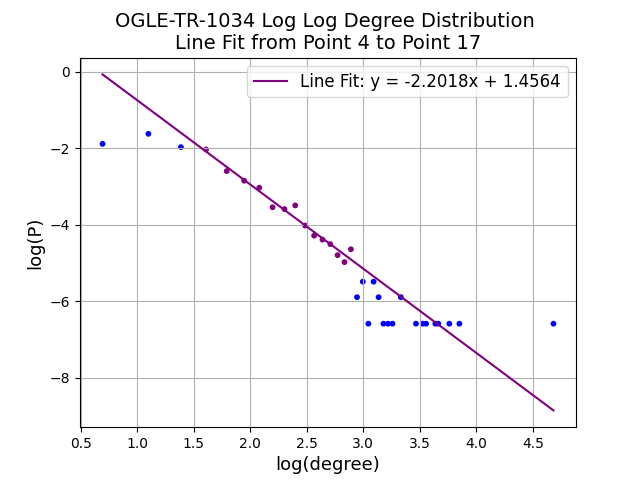 OGLE-TR-1034 Log Log Degree Distribution
Line Fit from Point 4 to Point 17
Line Fit: y = -2.2018x + 1.4564
log(P)
0
−2
−4
−6
−8
0.5 1.0 1.5 2.0 2.5 3.0 3.5 4.0 4.5
log(degree)